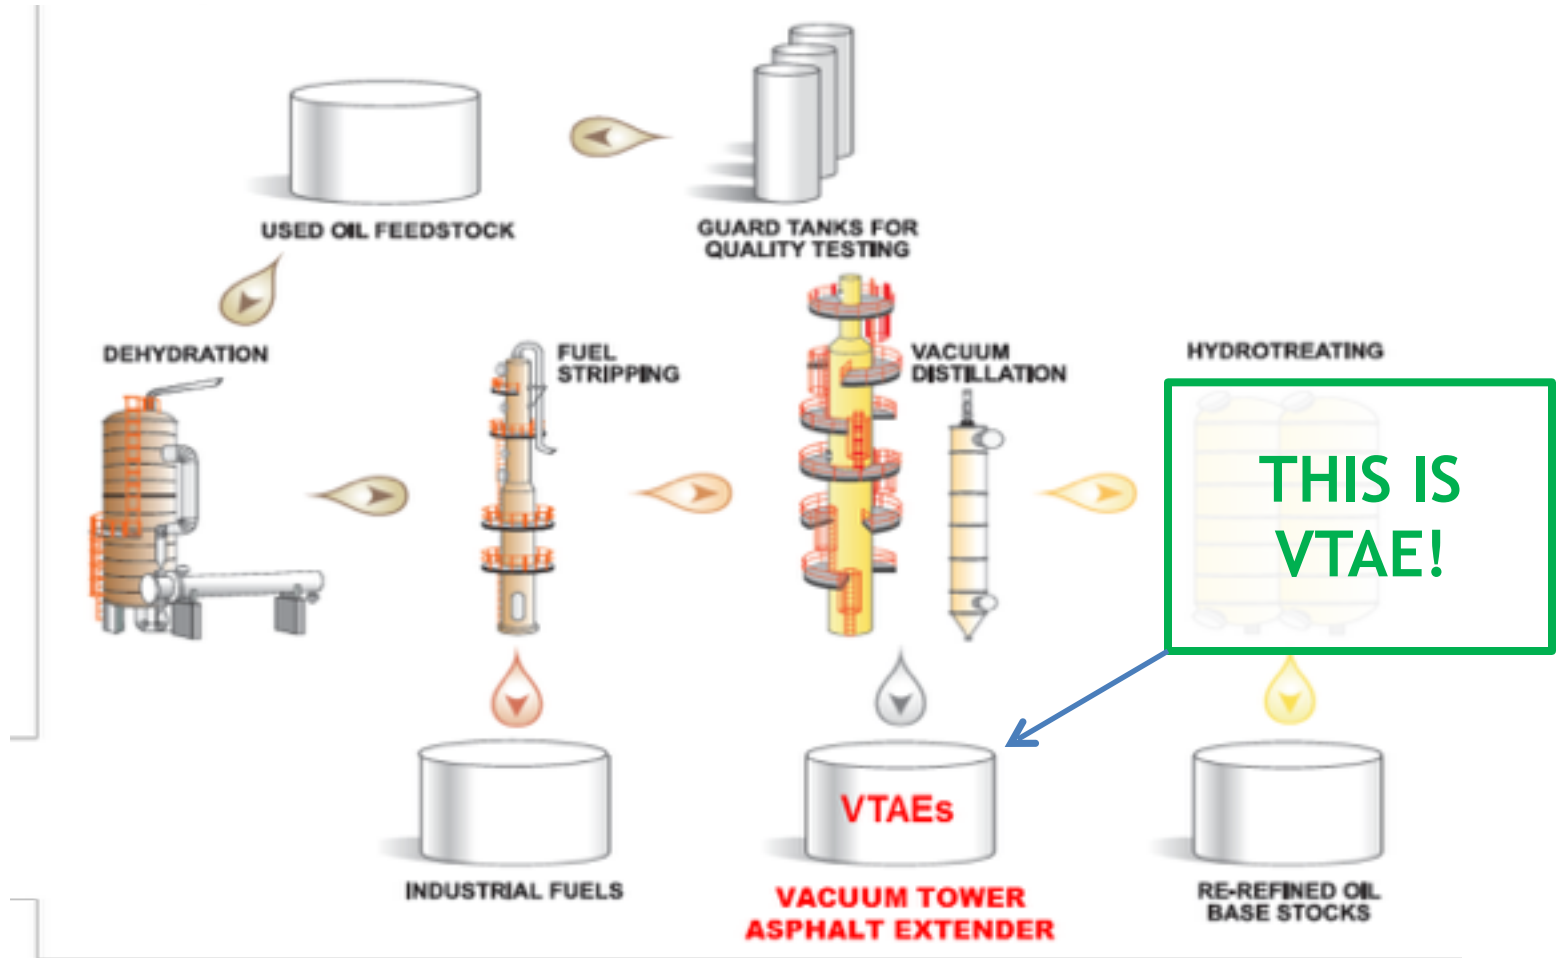 USED OIL FEEDSTOCK
GUARD TANKS FOR
QUALITY TESTING
DEHYDRATION
FUEL
STRIPPING
VACUUM
DISTILLATION
HYDROTREATING
THIS IS
VTAE!
VTAEs
INDUSTRIAL FUELS
VACUUM TOWER
ASPHALT EXTENDER
RE-REFINED OIL
BASE STOCKS